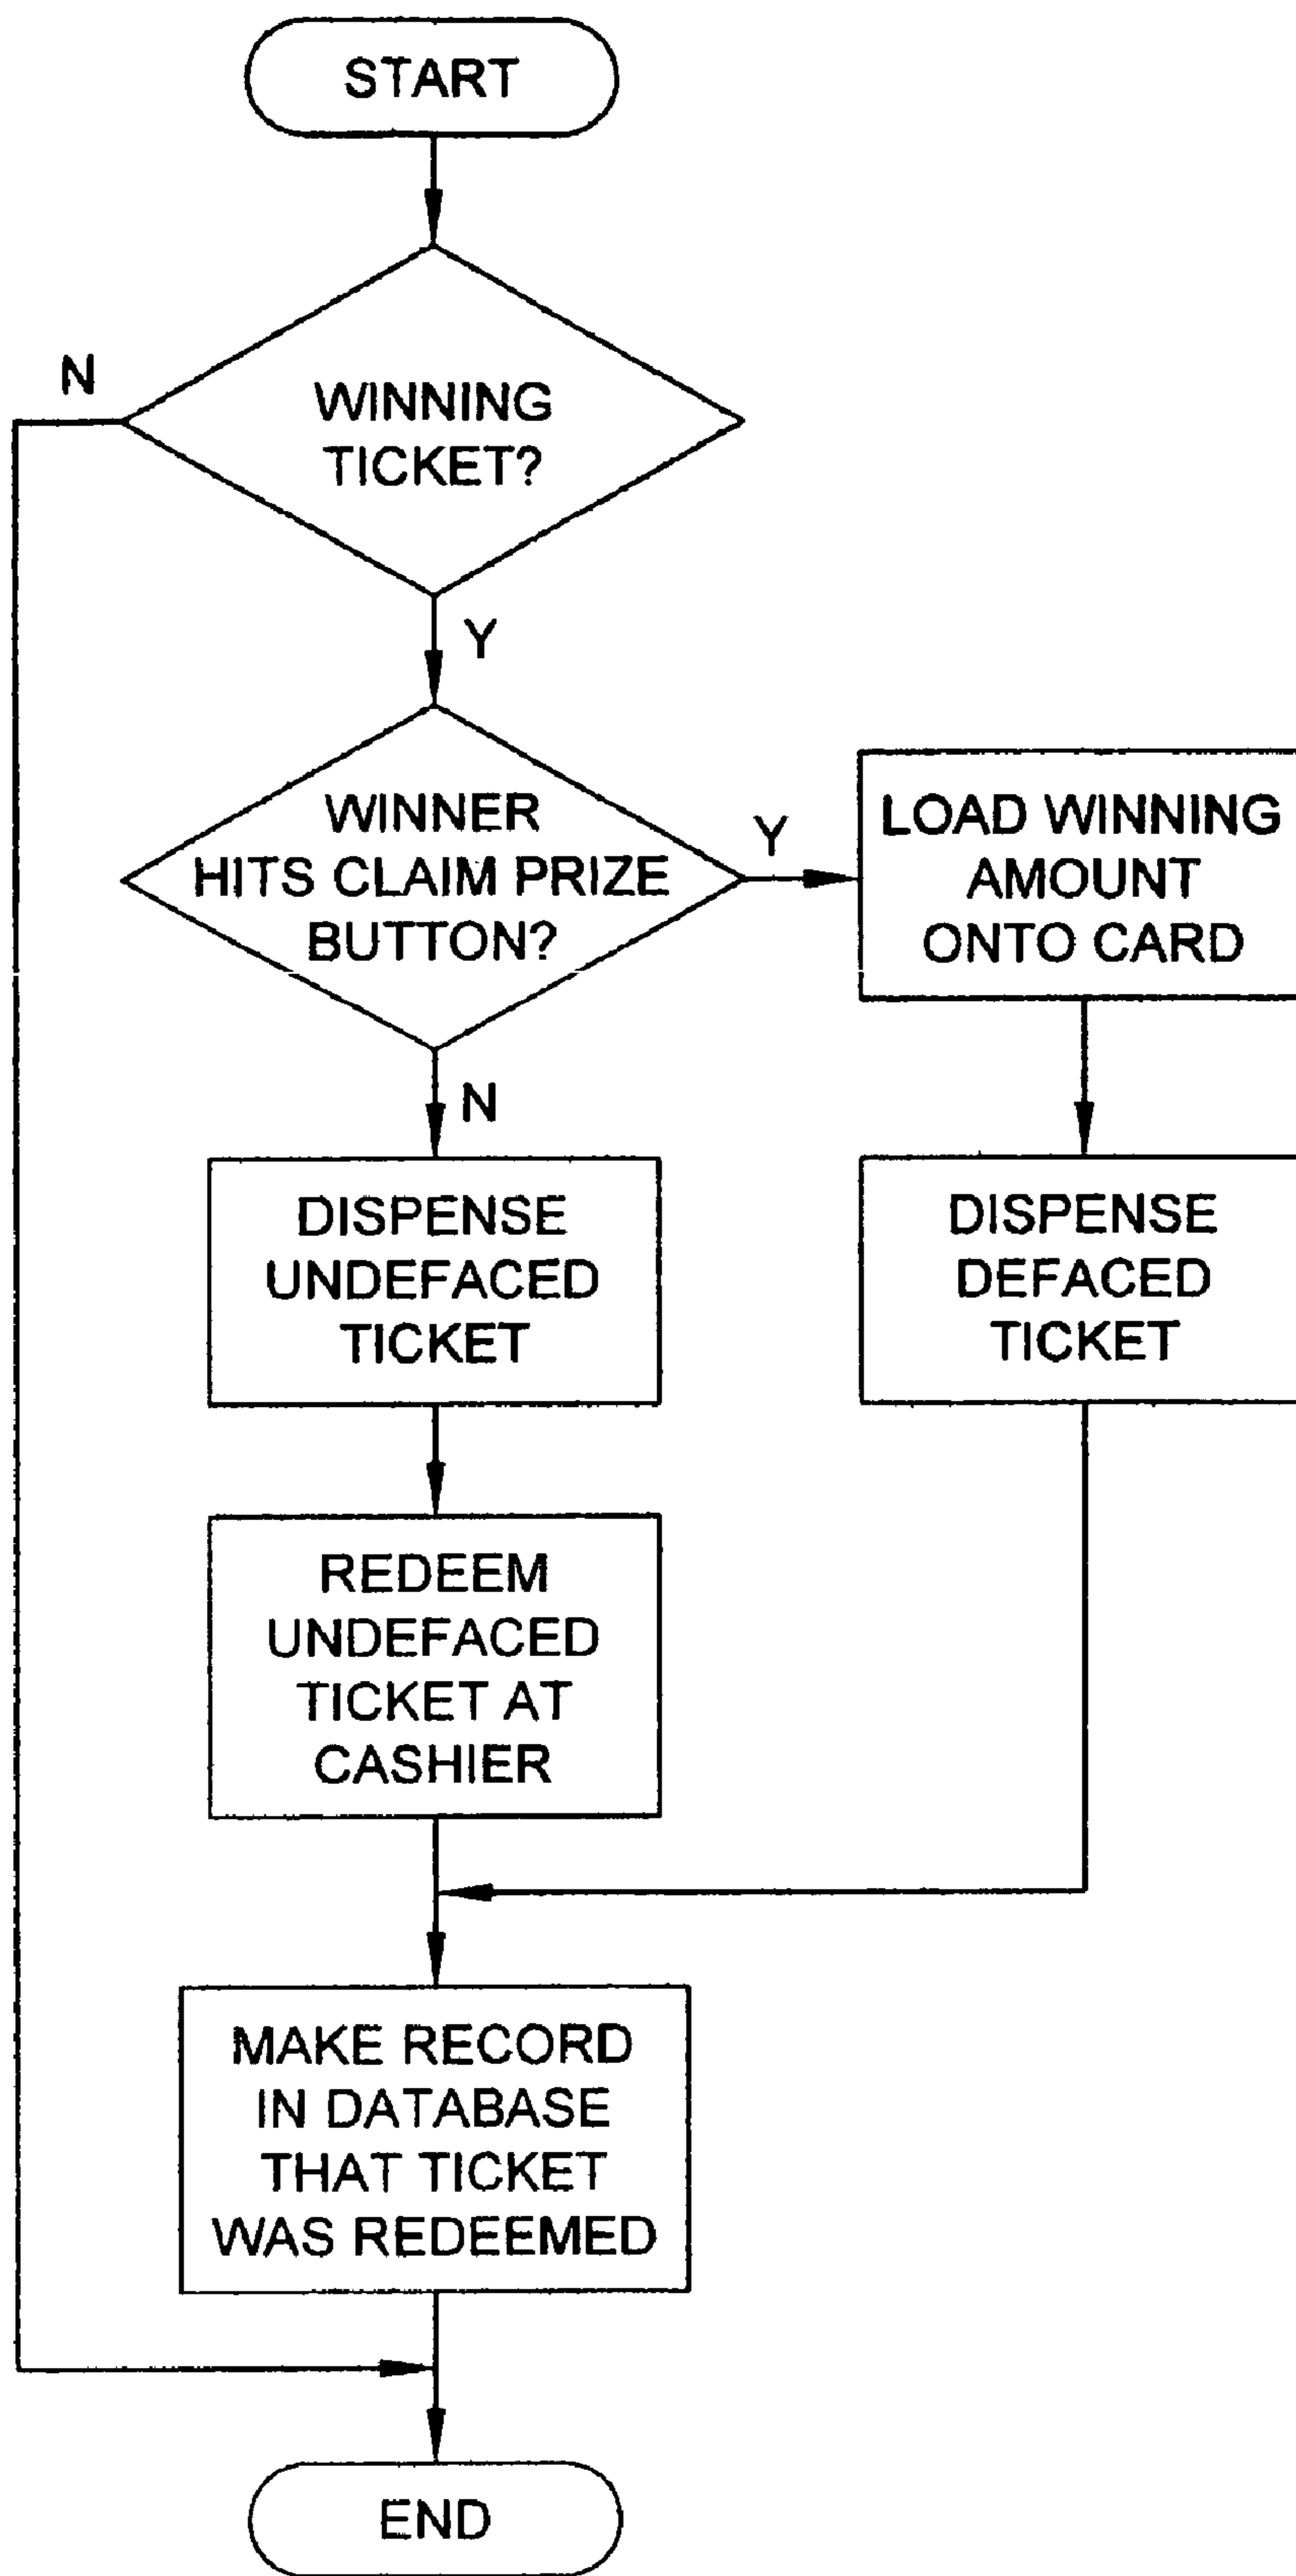 START
N
WINNING
TICKET?
Y
WINNER
HITS CLAIM PRIZE
BUTTON?
Y
LOAD WINNING
AMOUNT
ONTO CARD
N
DISPENSE
UNDEFACED
TICKET
DISPENSE
DEFACED
TICKET
REDEEM
UNDEFACED
TICKET AT
CASHIER
MAKE RECORD
IN DATABASE
THAT TICKET
WAS REDEEMED
END